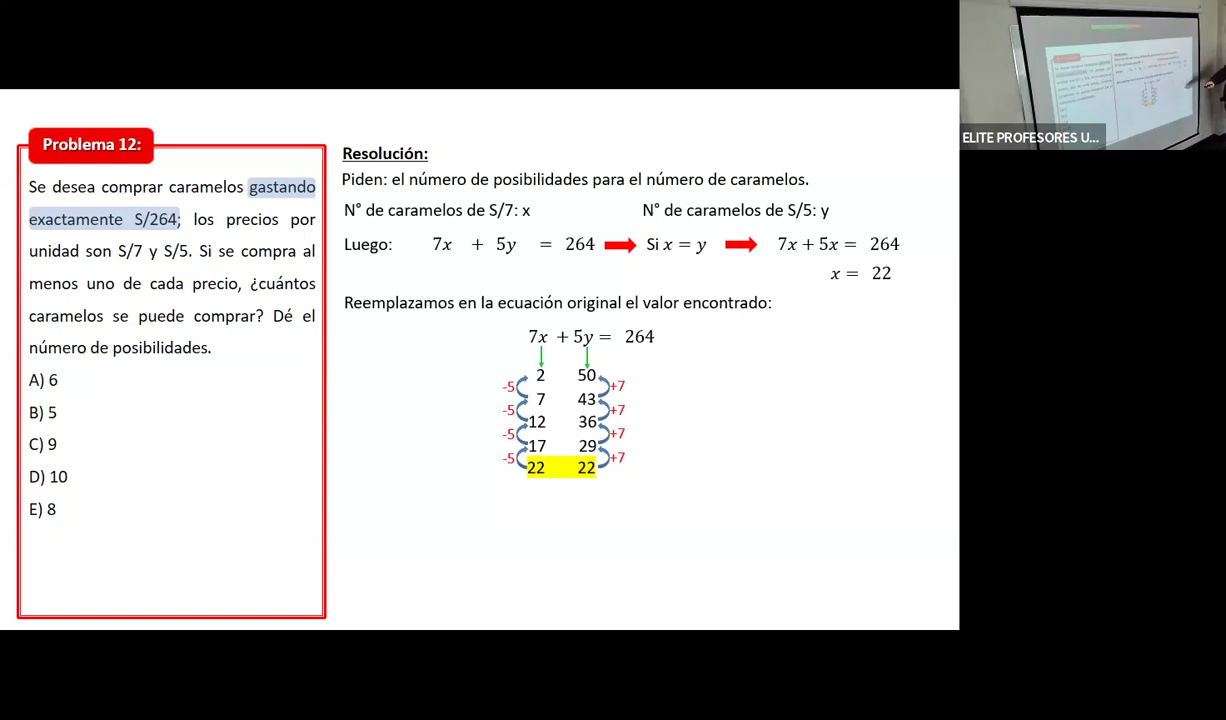 Problema 12:
Se desea comprar caramelos gastando
exactamente S/264; los precios por
unidad son S/7 y S/5. Si se compra al
menos uno de cada precio, ¿cuántos
caramelos se puede comprar? Dé el
número de posibilidades.
A) 6
B) 5
C) 9
D) 10
E) 8
Resolución:
Piden: el número de posibilidades para el número de caramelos.
N° de caramelos de S/7: x N° de caramelos de S/5: y
Luego: 7x + 5y = 264 Si x = y 7x + 5x = 264
x = 22
Reemplazamos en la ecuación original el valor encontrado:
7x + 5y = 264
2 50
-5 +7
7 43
-5 +7
12 36
-5 +7
17 29
-5 +7
22 22
ELITE PROFESORES U...